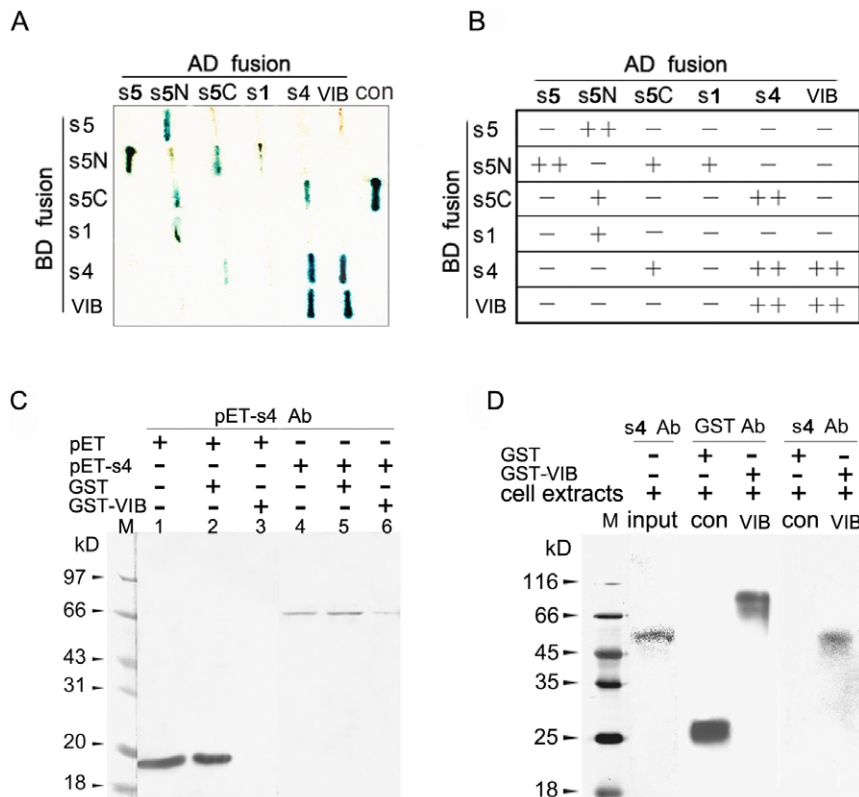 A
AD fusion
s5 s5N s5C s1 s4 VIB con
BD fusion
s5
s5N
s5C
s1
s4
VIB
B
AD fusion
s5 s5N s5C s1 s4 VIB
BD fusion
s5 − ++ − − − −
s5N ++ − + + − −
s5C − + − − ++ −
s1 − + − − − −
s4 − − + − ++ ++
VIB − − − − ++ ++
C
pET-s4 Ab
pET + + + - - -
pET-s4 - - - + + +
GST - + - - + -
GST-VIB - - + - - +
M 1 2 3 4 5 6
kD
97
66
43
31
20
18
D
s4 Ab GST Ab s4 Ab
GST - + - + -
GST-VIB - - + - +
cell extracts + + + + +
M input con VIB con VIB
kD
116
66
45
35
25
18